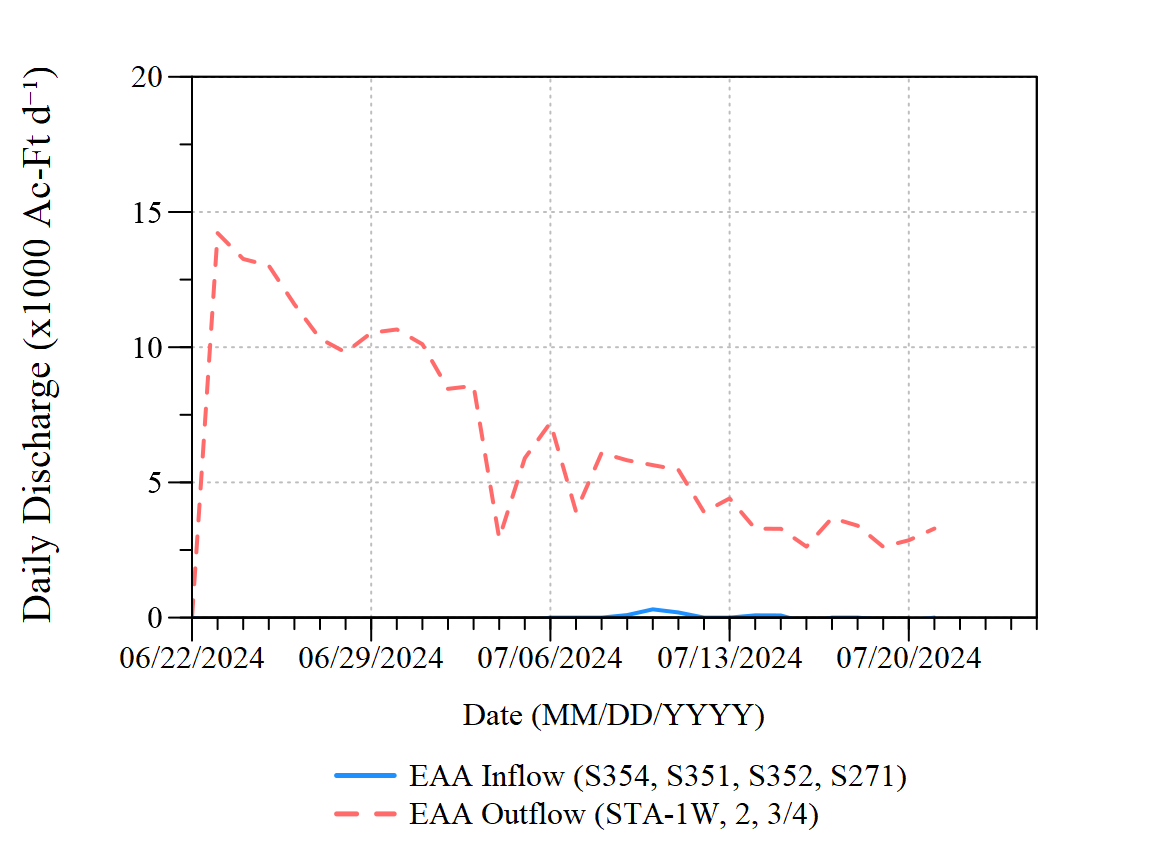 Daily Discharge (x1000 Ac-Ft d⁻¹)
20
15
10
5
0
06/22/2024 06/29/2024 07/06/2024 07/13/2024 07/20/2024
Date (MM/DD/YYYY)
EAA Inflow (S354, S351, S352, S271)
EAA Outflow (STA-1W, 2, 3/4)